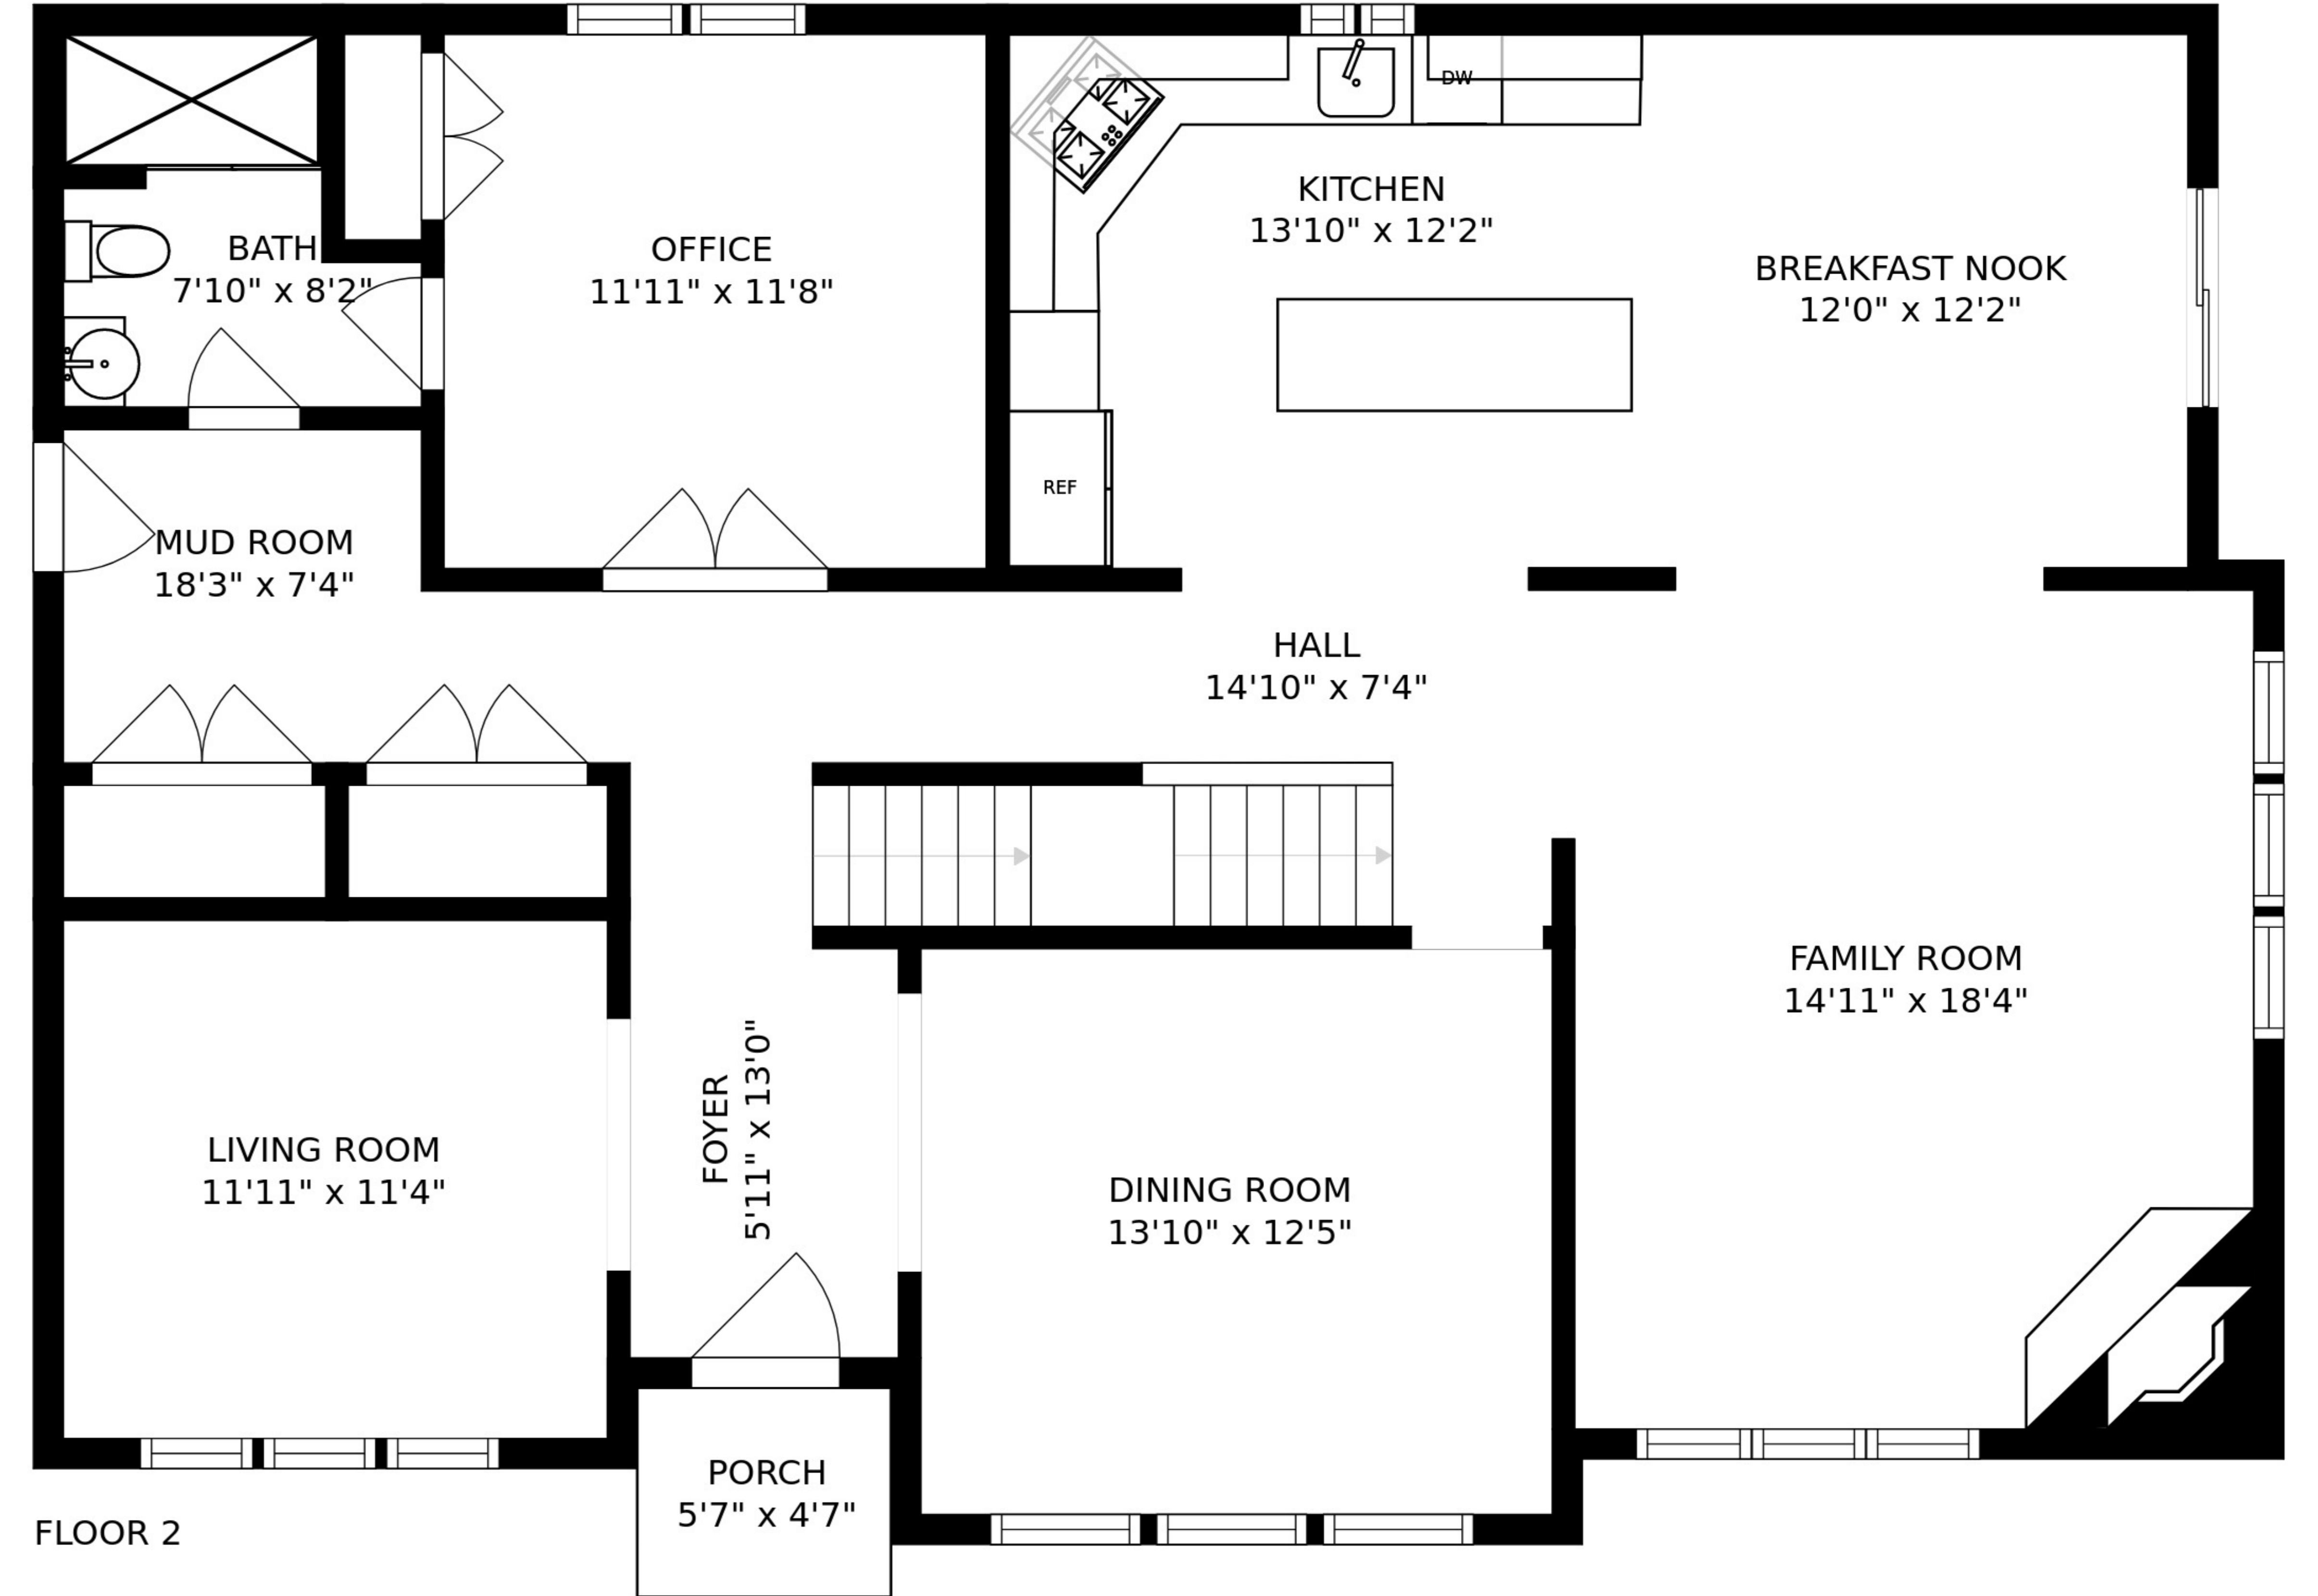 DW
KITCHEN
13'10" x 12'2"
BATH
7'10" x 8'2"
OFFICE
11'11" x 11'8"
BREAKFAST NOOK
12'0" x 12'2"
REF
MUD ROOM
18'3" x 7'4"
HALL
14'10" x 7'4"
FAMILY ROOM
14'11" x 18'4"
FOYER
5'11" x 13'0"
LIVING ROOM
11'11" x 11'4"
DINING ROOM
13'10" x 12'5"
PORCH
5'7" x 4'7"
FLOOR 2